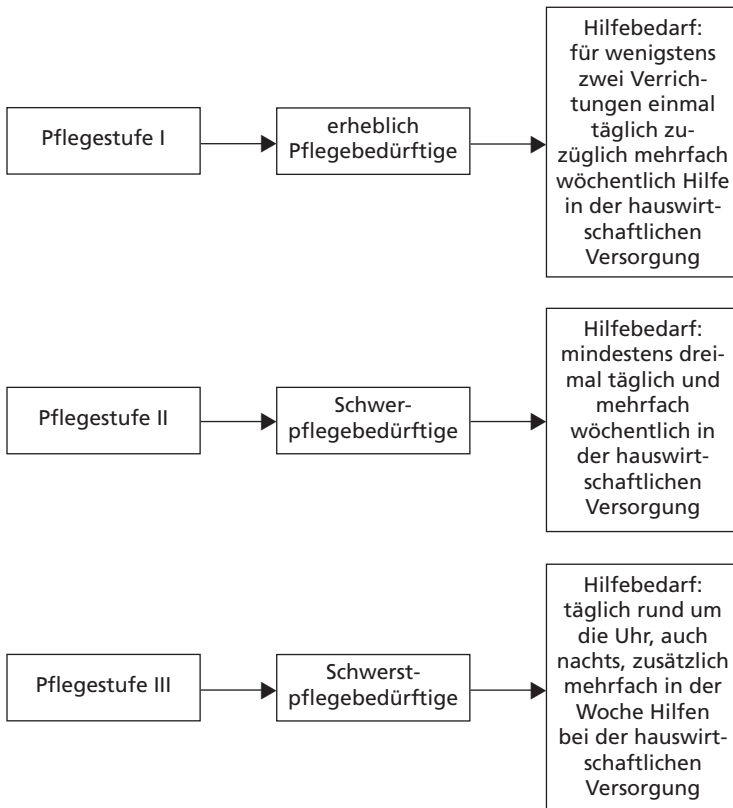 Pflegestufe I
erheblich
Pflegebedürftige
Hilfebedarf:
für wenigstens
zwei Verrich-
tungen einmal
täglich zu-
züglich mehrfach
wöchentlich Hilfe
in der hauswirt-
schaftlichen
Versorgung
Pflegestufe II
Schwer-
pflegebedürftige
Hilfebedarf:
mindestens drei-
mal täglich und
mehrfach
wöchentlich in
der hauswirt-
schaftlichen
Versorgung
Pflegestufe III
Schwerst-
pflegebedürftige
Hilfebedarf:
täglich rund um
die Uhr, auch
nachts, zusätzlich
mehrfach in der
Woche Hilfen
bei der hauswirt-
schaftlichen
Versorgung